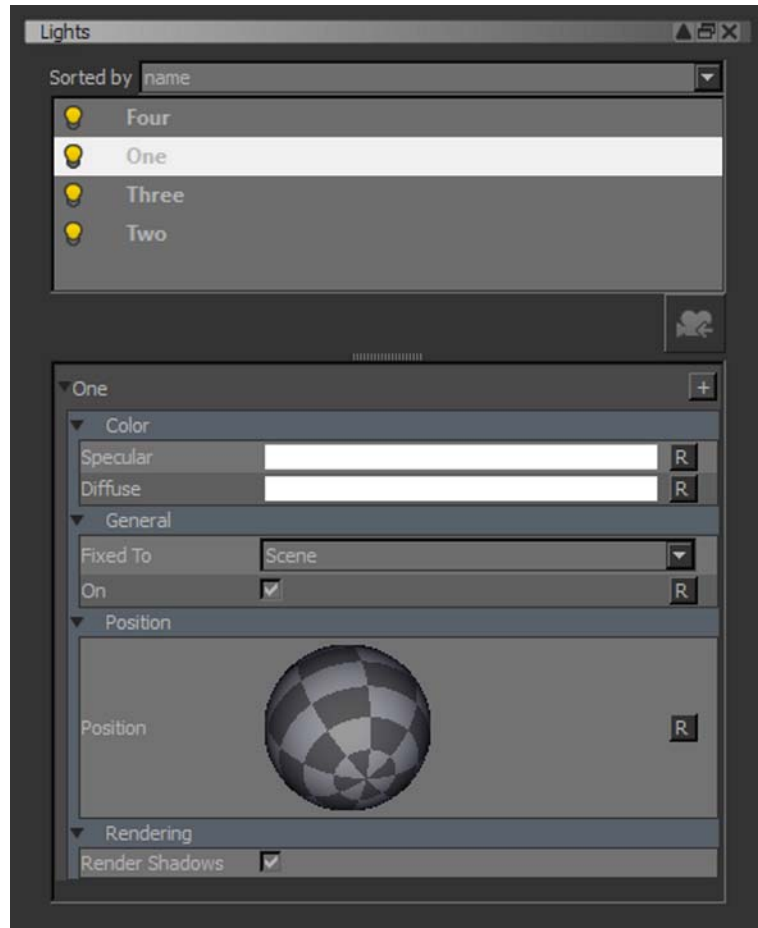 Lights
Sorted by name
Four
One
Three
Two
One +
Color
Specular R
Diffuse R
General
Fixed To Scene
On R
Position
Position R
Rendering
Render Shadows